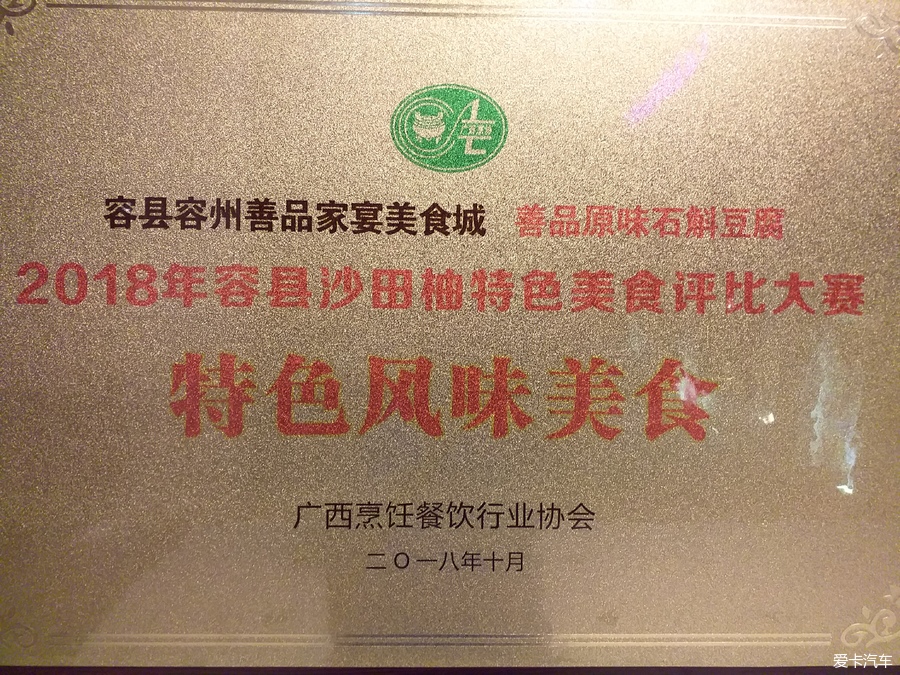 容县容州善品家宴美食城 善品原味石斛豆腐
2018年容县沙田柚特色美食评比大赛
特色风味美食
广西烹饪餐饮行业协会
二〇一八年十月
爱卡汽车